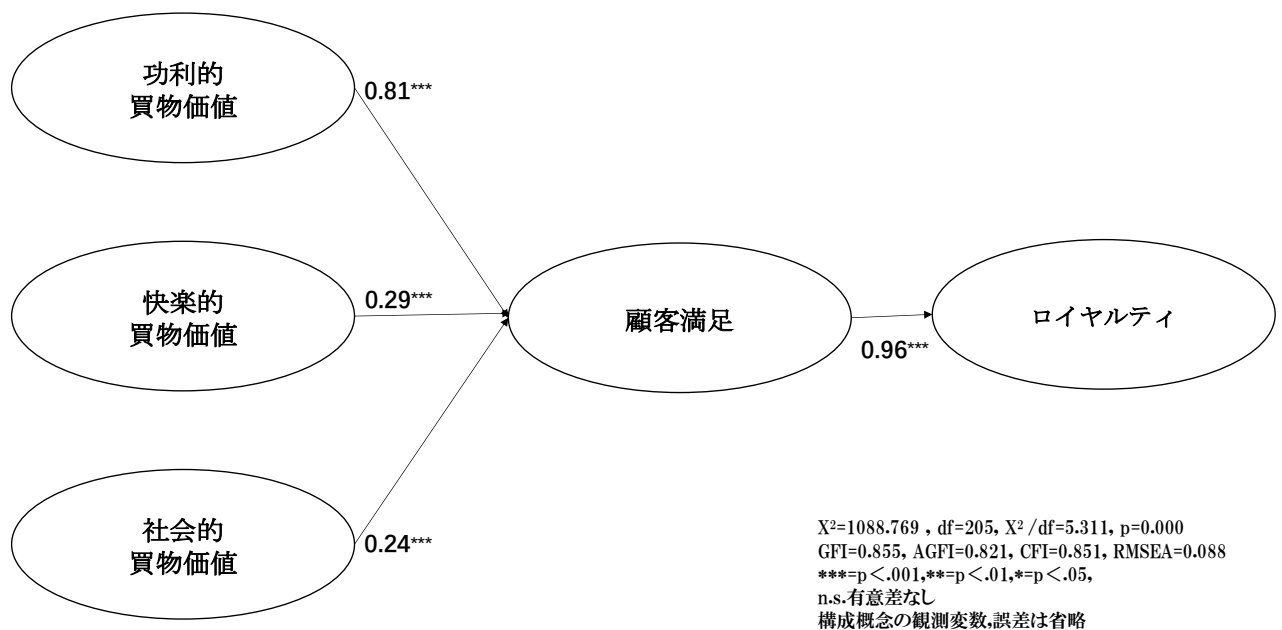 功利的
買物価値
0.81***
快楽的
買物価値
0.29***
顧客満足
0.96***
ロイヤルティ
社会的
買物価値
0.24***
X²=1088.769 , df=205, X² /df=5.311, p=0.000
GFI=0.855, AGFI=0.821, CFI=0.851, RMSEA=0.088
***=p＜.001,**=p＜.01,*=p＜.05,
n.s.有意差なし
構成概念の観測変数,誤差は省略